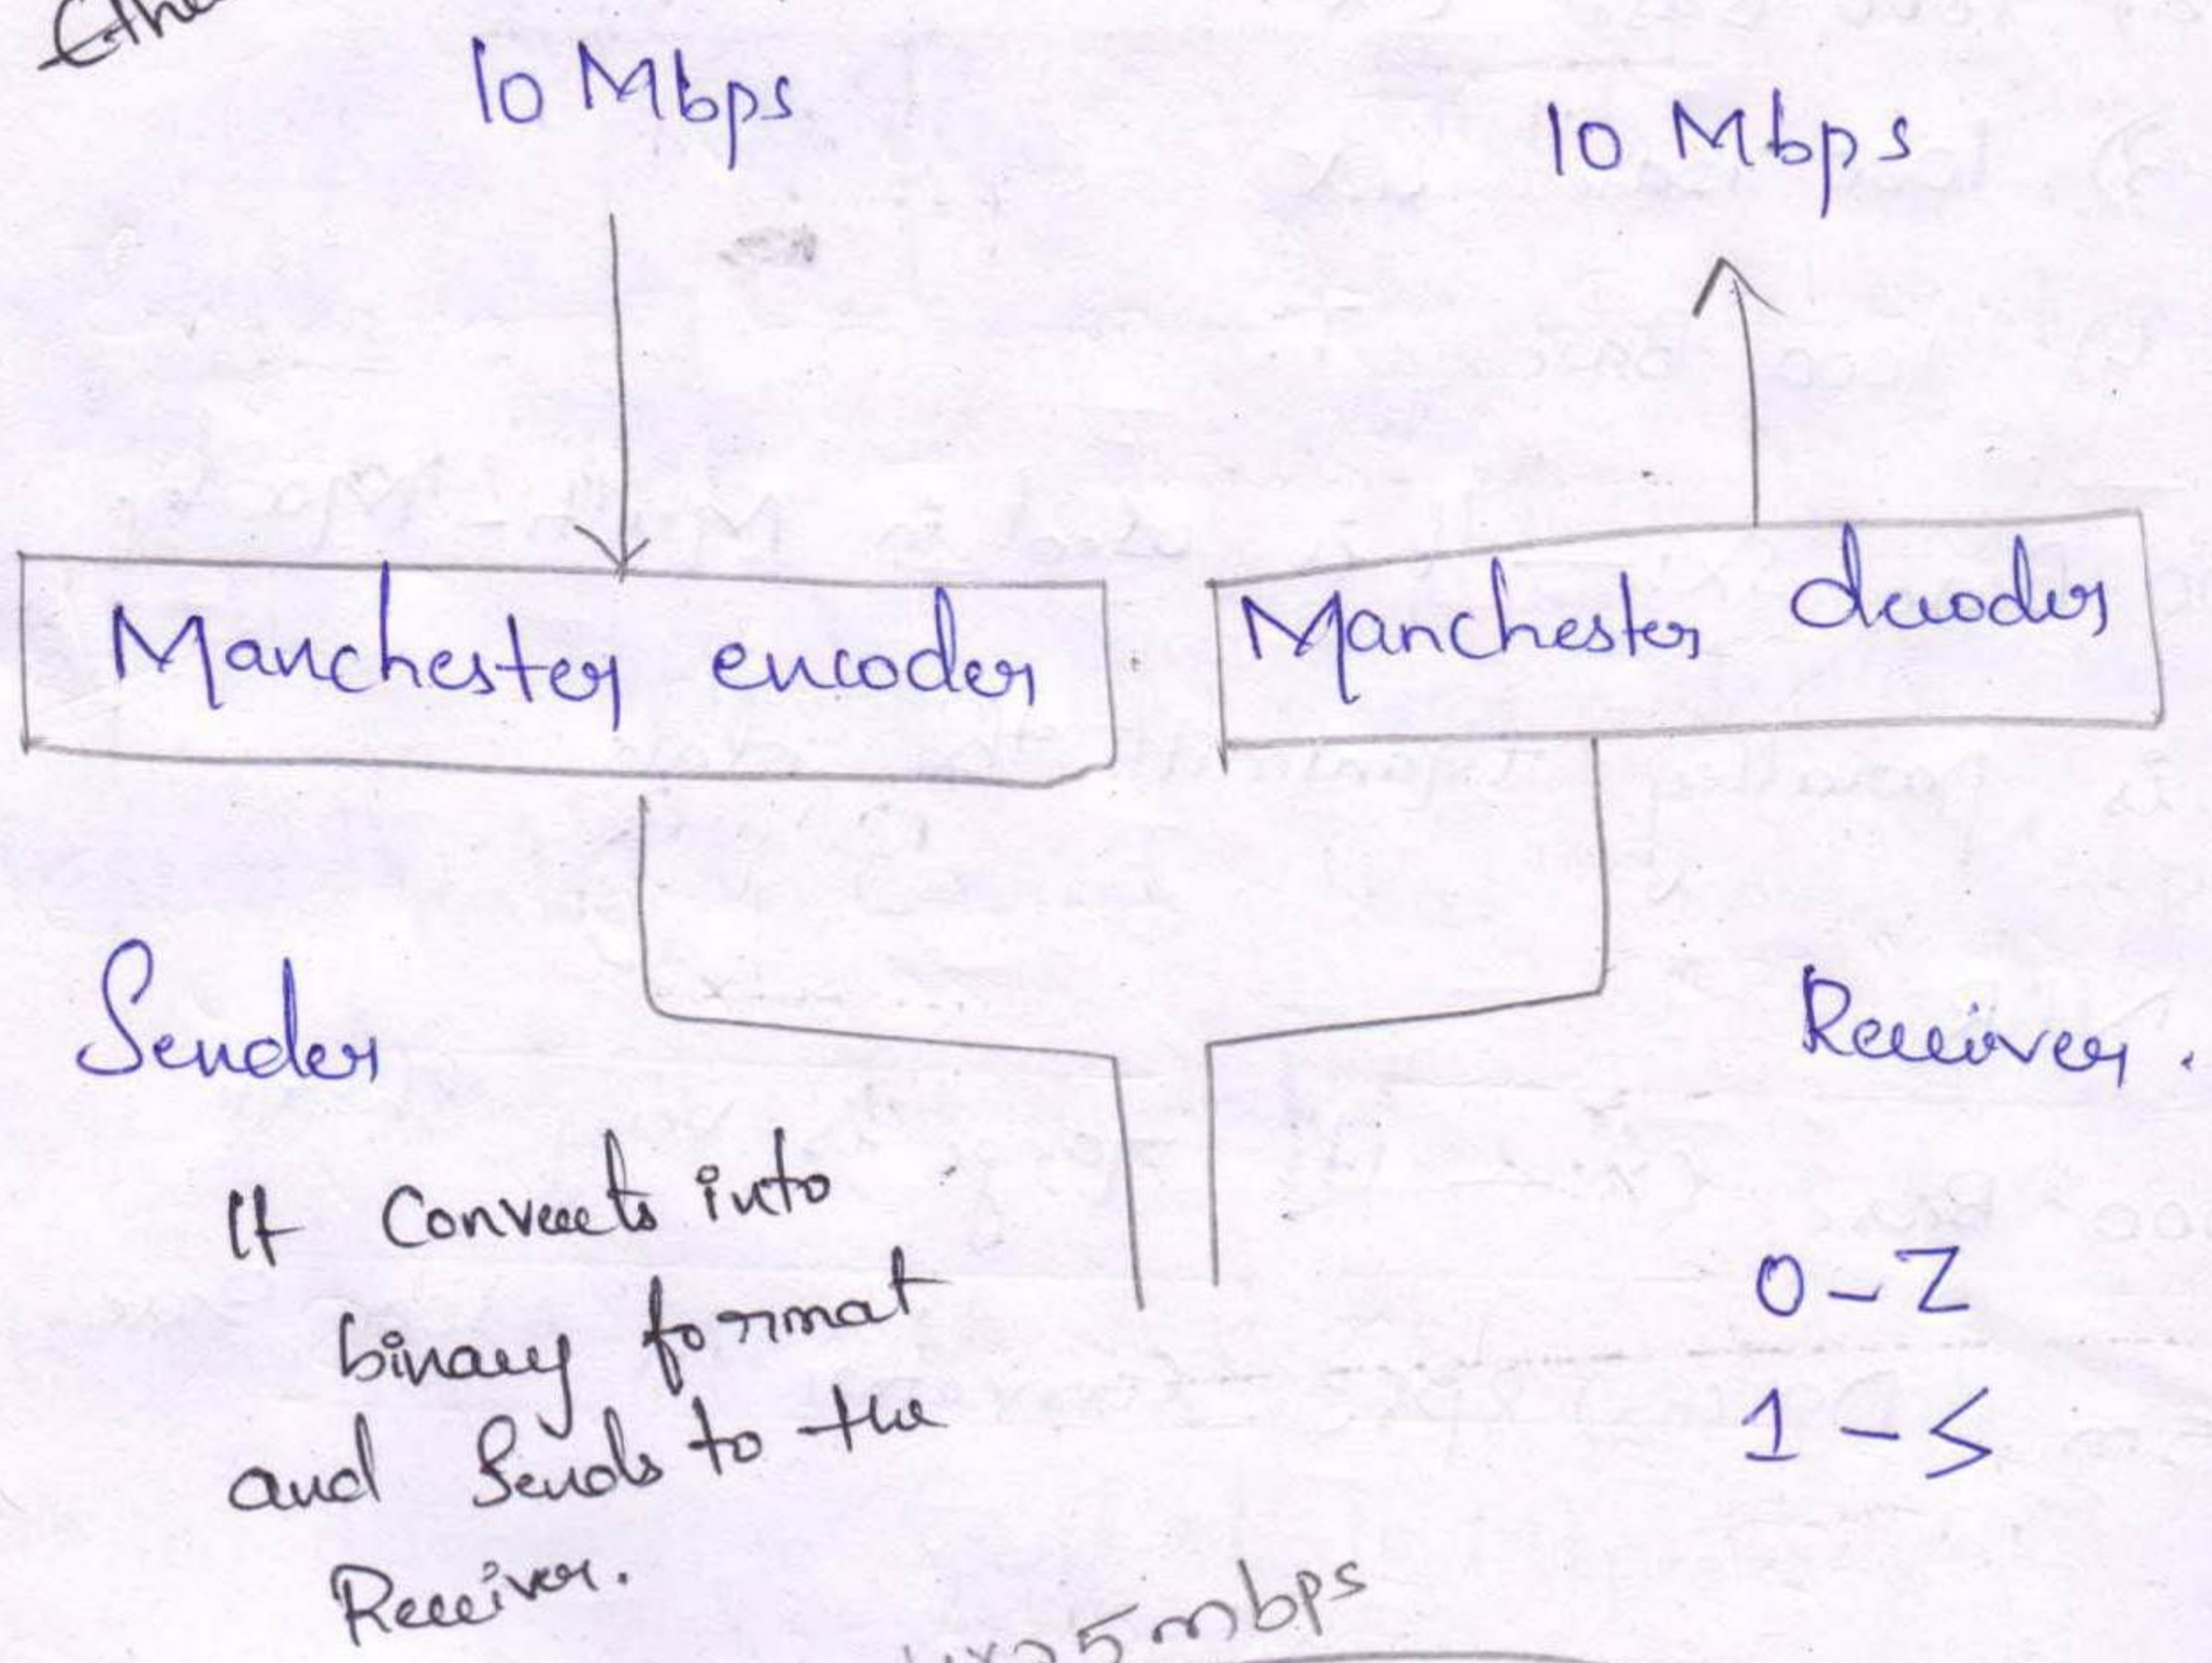 10 Mbps
10 Mbps
Manchester encoder
Manchester decoder
Sender
Receiver.
It Converts into
binary format
and Sends to the
Receiver.
0 - Z
1 - S
4x25mbps